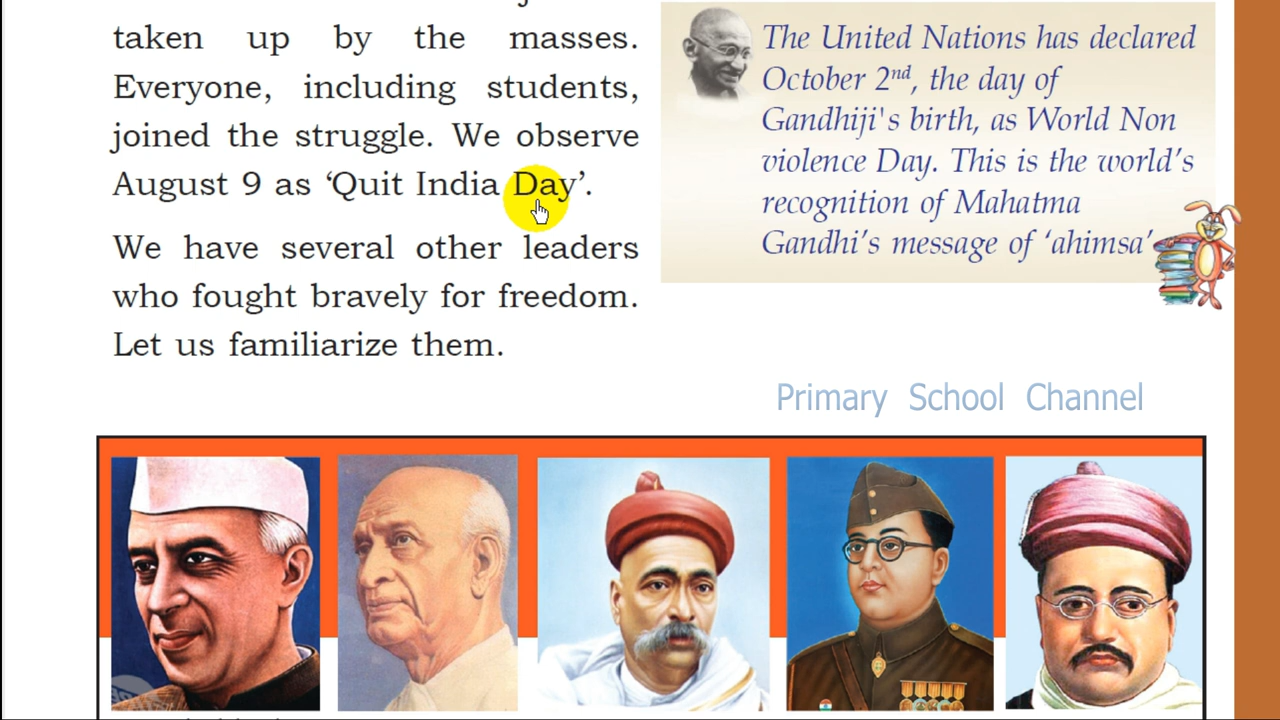 taken up by the masses.
Everyone, including students,
joined the struggle. We observe
August 9 as ‘Quit India Day’.
We have several other leaders
who fought bravely for freedom.
Let us familiarize them.
The United Nations has declared
October 2nd, the day of
Gandhiji's birth, as World Non
violence Day. This is the world’s
recognition of Mahatma
Gandhi’s message of ‘ahimsa’
Primary School Channel